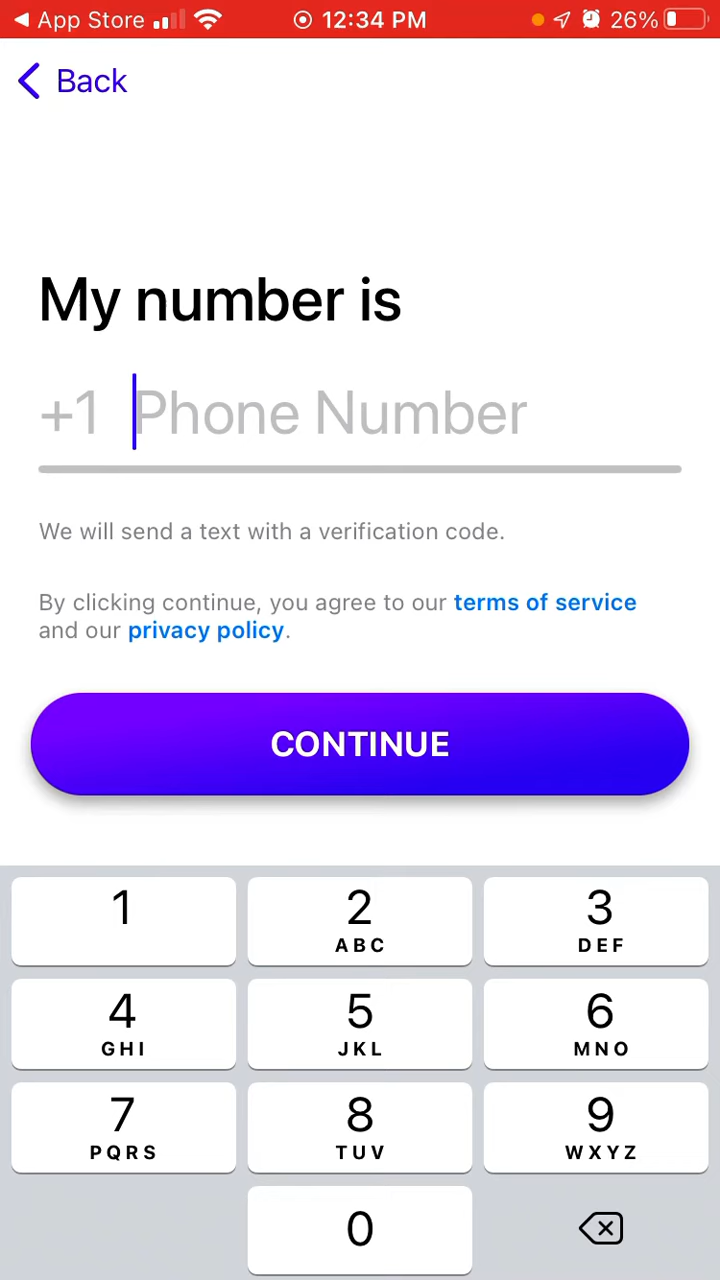 App Store 12:34 PM 26%
Back
My number is
+1 Phone Number
We will send a text with a verification code.
By clicking continue, you agree to our terms of service
and our privacy policy.
CONTINUE
1 2 3
ABC DEF
4 5 6
GHI JKL MNO
7 8 9
PQRS TUV WXYZ
0